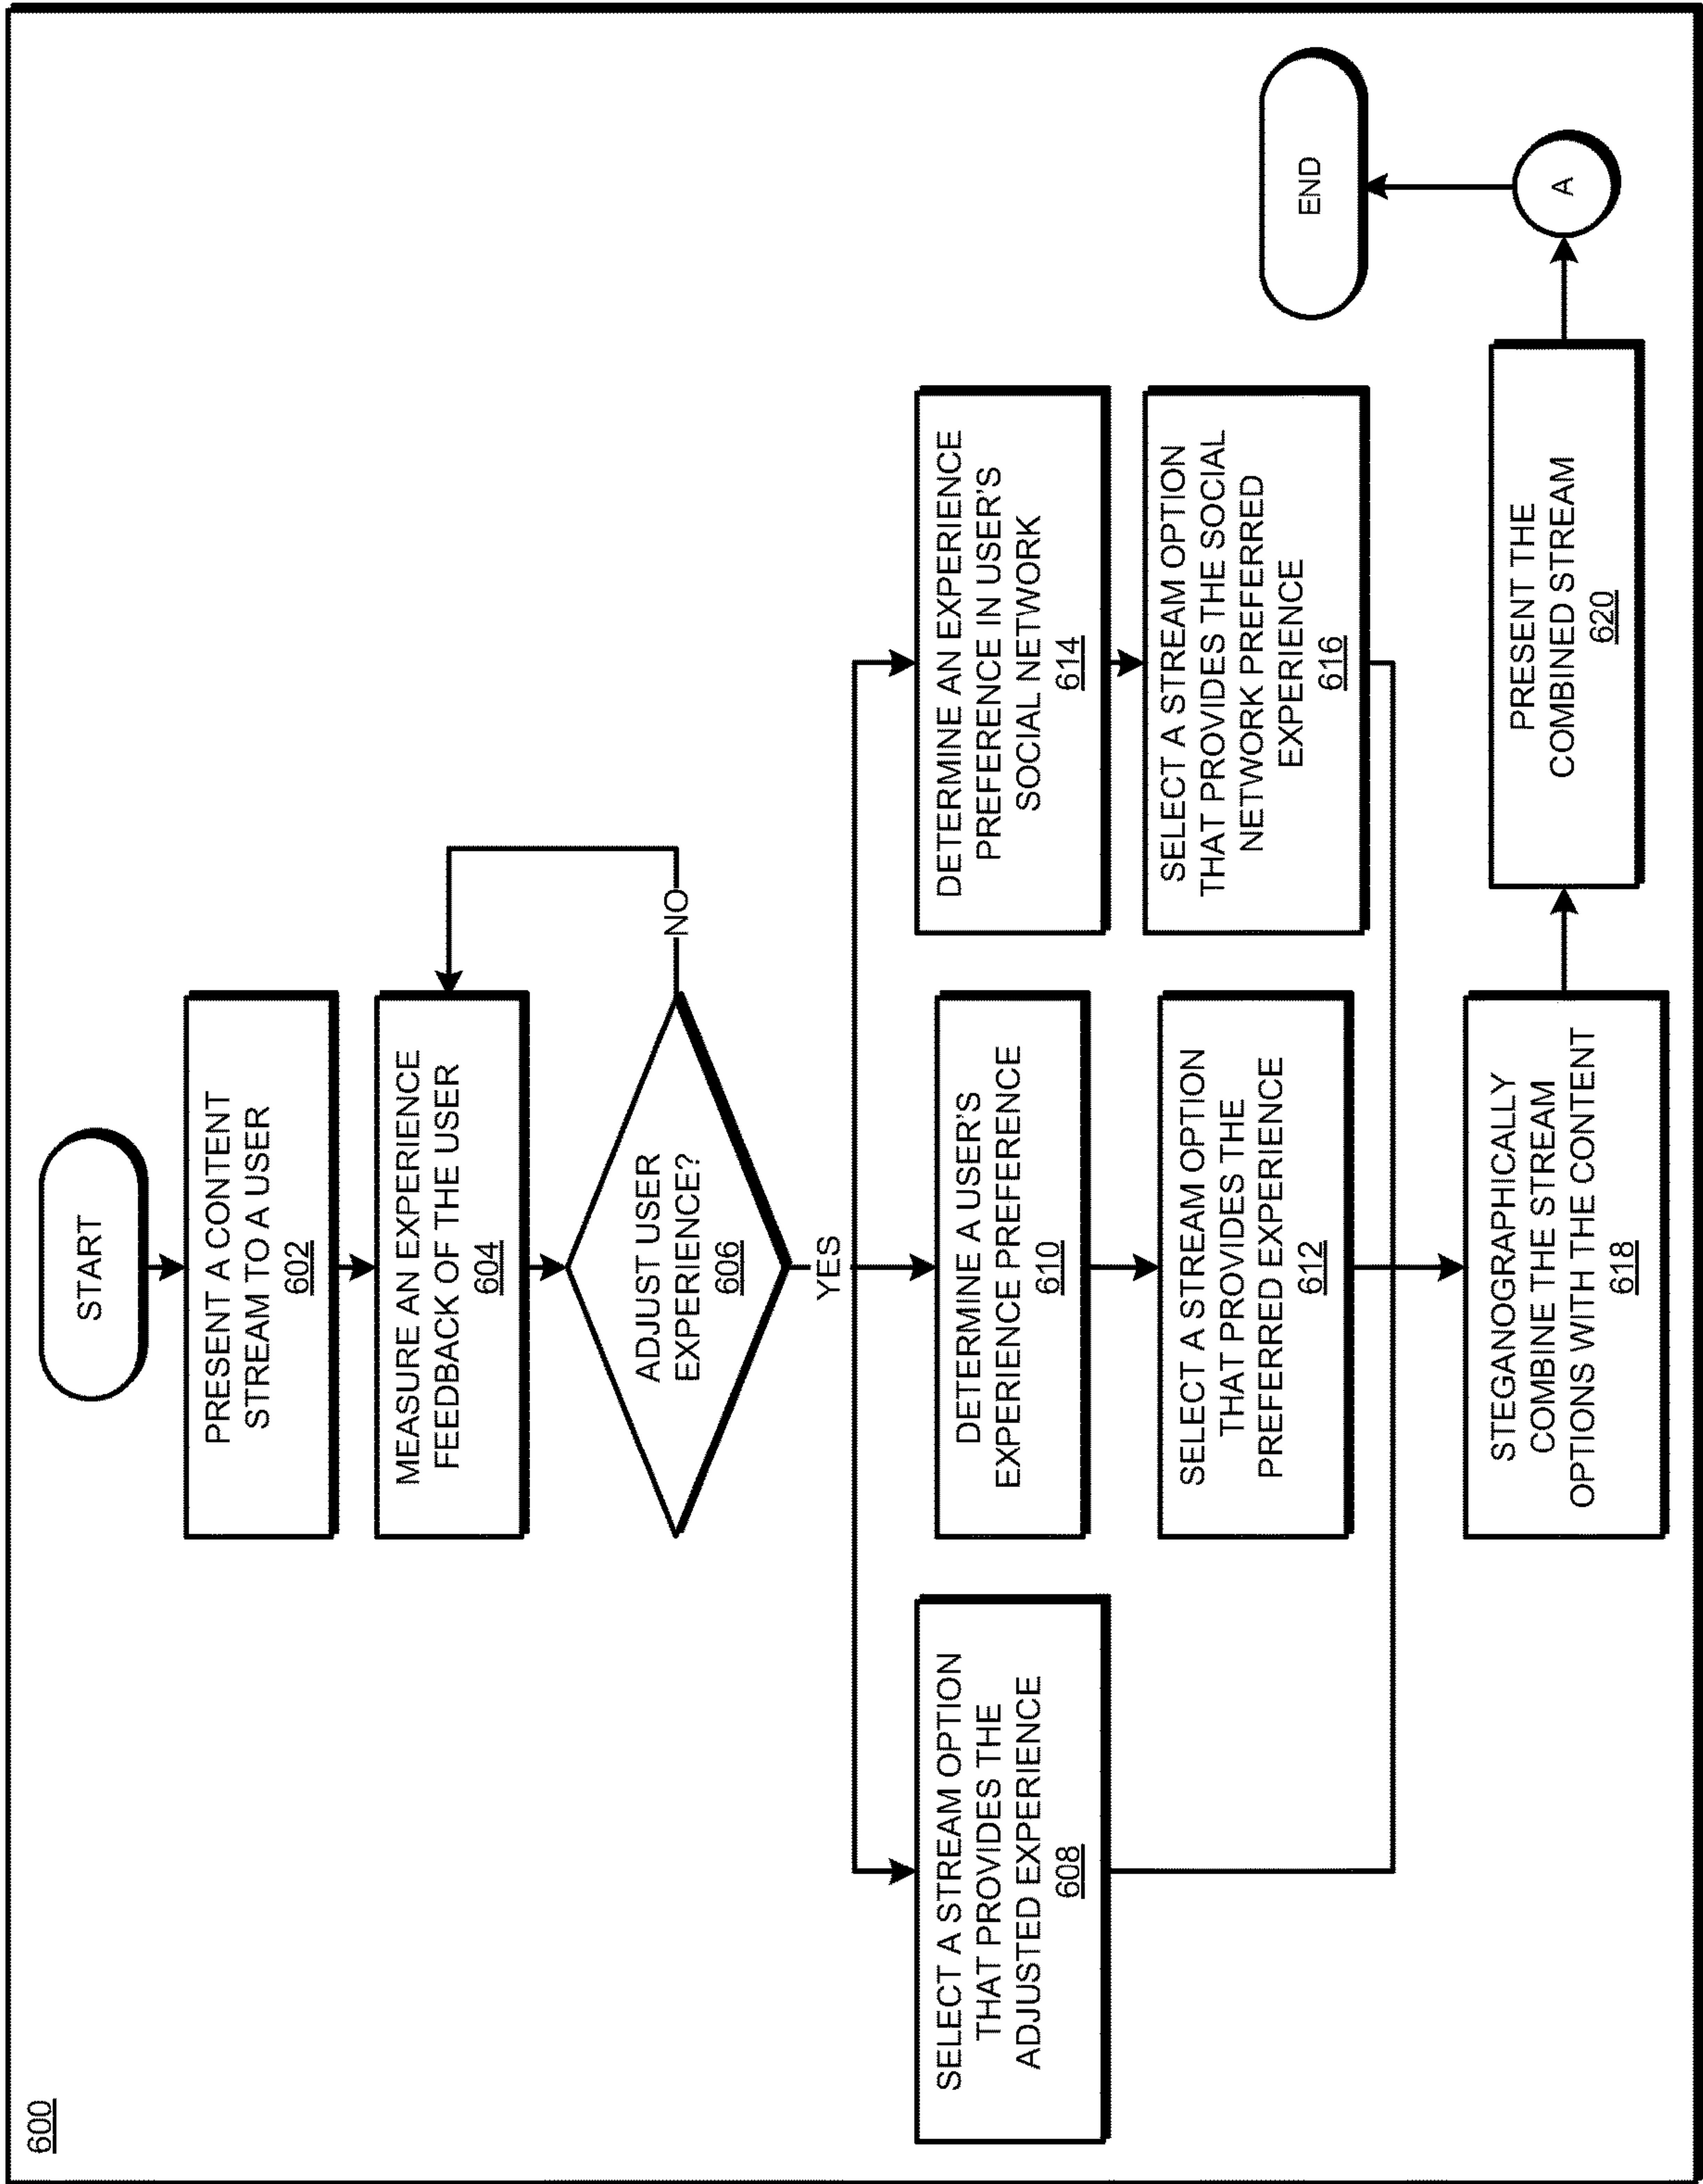 600
START
PRESENT A CONTENT
STREAM TO A USER
602
MEASURE AN EXPERIENCE
FEEDBACK OF THE USER
604
ADJUST USER
EXPERIENCE?
606
NO
YES
SELECT A STREAM OPTION
THAT PROVIDES THE
ADJUSTED EXPERIENCE
608
DETERMINE A USER'S
EXPERIENCE PREFERENCE
610
SELECT A STREAM OPTION
THAT PROVIDES THE
PREFERRED EXPERIENCE
612
DETERMINE AN EXPERIENCE
PREFERENCE IN USER'S
SOCIAL NETWORK
614
SELECT A STREAM OPTION
THAT PROVIDES THE SOCIAL
NETWORK PREFERRED
EXPERIENCE
616
STEGANOGRAPHICALLY
COMBINE THE STREAM
OPTIONS WITH THE CONTENT
618
PRESENT THE
COMBINED STREAM
620
A
END